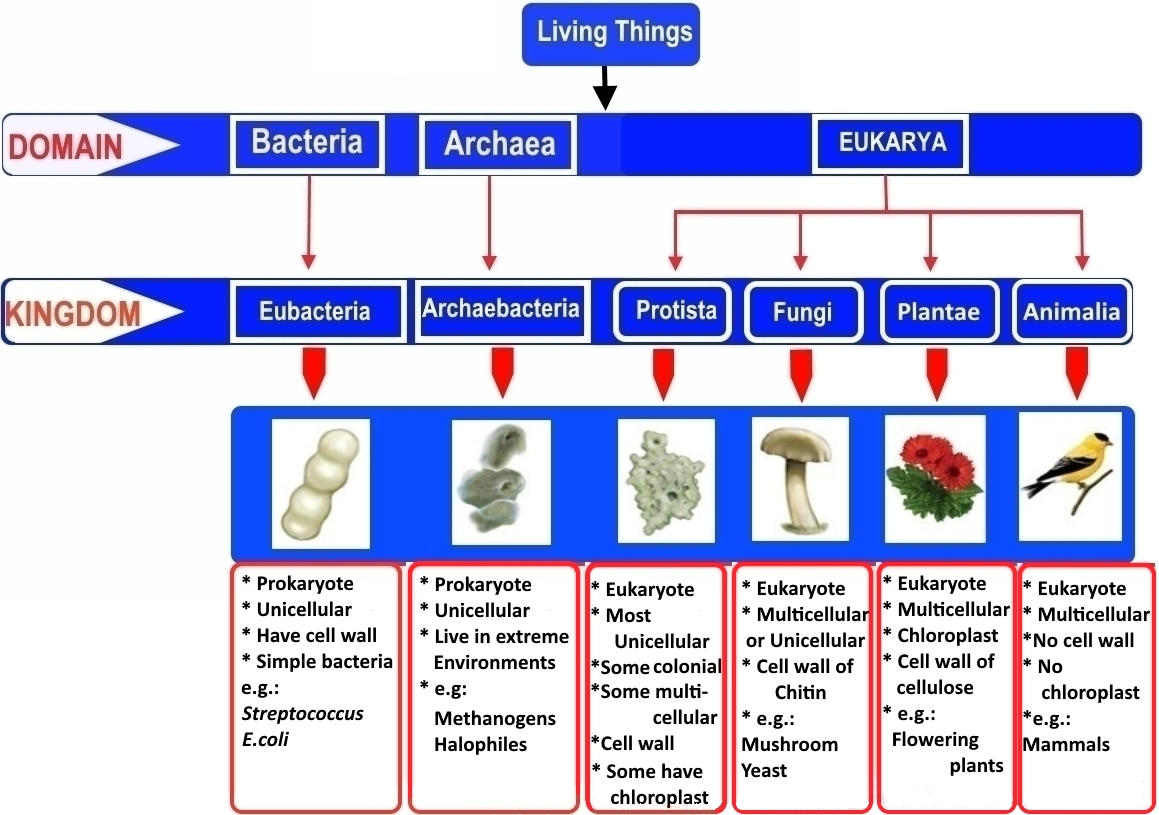 Living Things
DOMAIN
Bacteria
Archaea
EUKARYA
KINGDOM
Eubacteria
Archaebacteria
Protista
Fungi
Plantae
Animalia
* Prokaryote
* Unicellular
* Have cell wall
* Simple bacteria
e.g.:
Streptococcus
E.coli
* Prokaryote
* Unicellular
* Live in extreme
Environments
* e.g:
Methanogens
Halophiles
* Eukaryote
* Most
Unicellular
*Some colonial
*Some multi-
cellular
*Cell wall
* Some have
chloroplast
* Eukaryote
* Multicellular
or Unicellular
* Cell wall of
Chitin
* e.g.:
Mushroom
Yeast
* Eukaryote
* Multicellular
* Chloroplast
* Cell wall of
cellulose
* e.g.:
Flowering
plants
* Eukaryote
* Multicellular
*No cell wall
* No
chloroplast
*e.g.:
Mammals